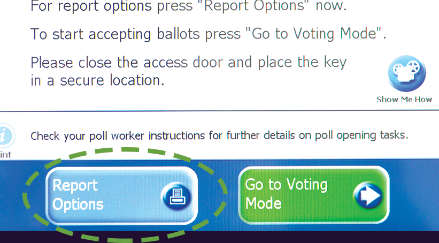 For report options press "Report Options" now.
To start accepting ballots press "Go to Voting Mode".
Please close the access door and place the key
in a secure location.
Show Me How
Check your poll worker instructions for further details on poll opening tasks.
int
Report
Options
Go to Voting
Mode